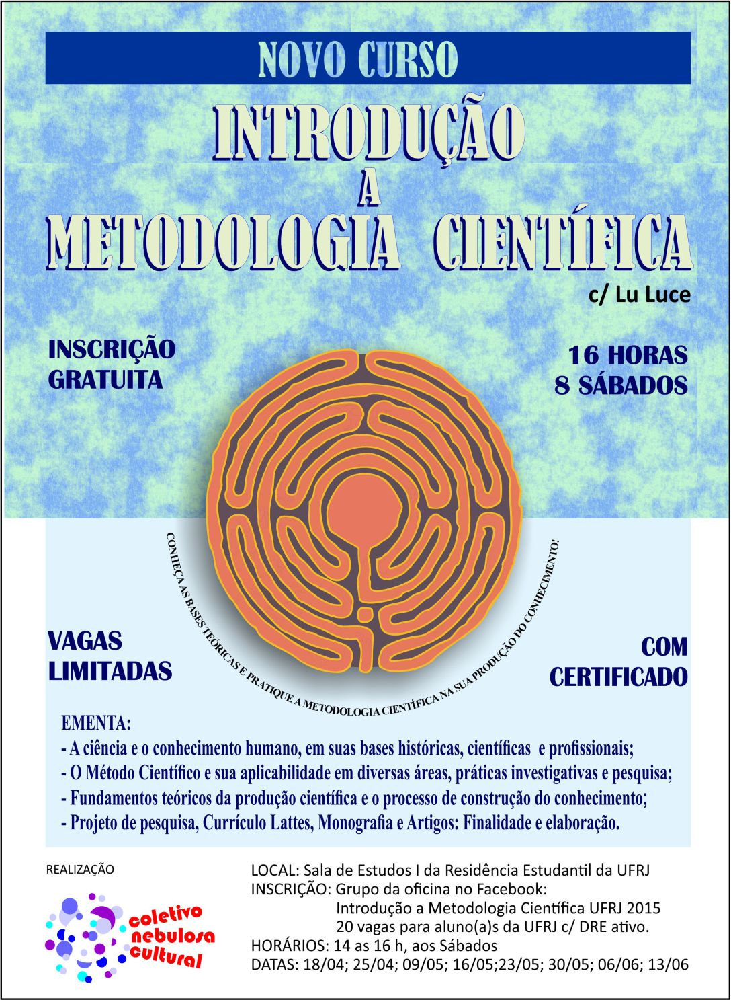 NOVO CURSO
INTRODUÇÃO
A
METODOLOGIA CIENTÍFICA
c/ Lu Luce
INSCRIÇÃO
GRATUITA
16 HORAS
8 SÁBADOS
CONHEÇA AS BASES TEÓRICAS E PRATIQUE A METODOLOGIA CIENTÍFICA NA SUA PRODUÇÃO DO CONHECIMENTO!
VAGAS
LIMITADAS
COM
CERTIFICADO
EMENTA:
- A ciência e o conhecimento humano, em suas bases históricas, científicas e profissionais;
- O Método Científico e sua aplicabilidade em diversas áreas, práticas investigativas e pesquisa;
- Fundamentos teóricos da produção científica e o processo de construção do conhecimento;
- Projeto de pesquisa, Currículo Lattes, Monografia e Artigos: Finalidade e elaboração.
REALIZAÇÃO
coletivo
nebulosa
cultural
LOCAL: Sala de Estudos I da Residência Estudantil da UFRJ
INSCRIÇÃO: Grupo da oficina no Facebook:
Introdução a Metodologia Científica UFRJ 2015
20 vagas para aluno(a)s da UFRJ c/ DRE ativo.
HORÁRIOS: 14 as 16 h, aos Sábados
DATAS: 18/04; 25/04; 09/05; 16/05;23/05; 30/05; 06/06; 13/06